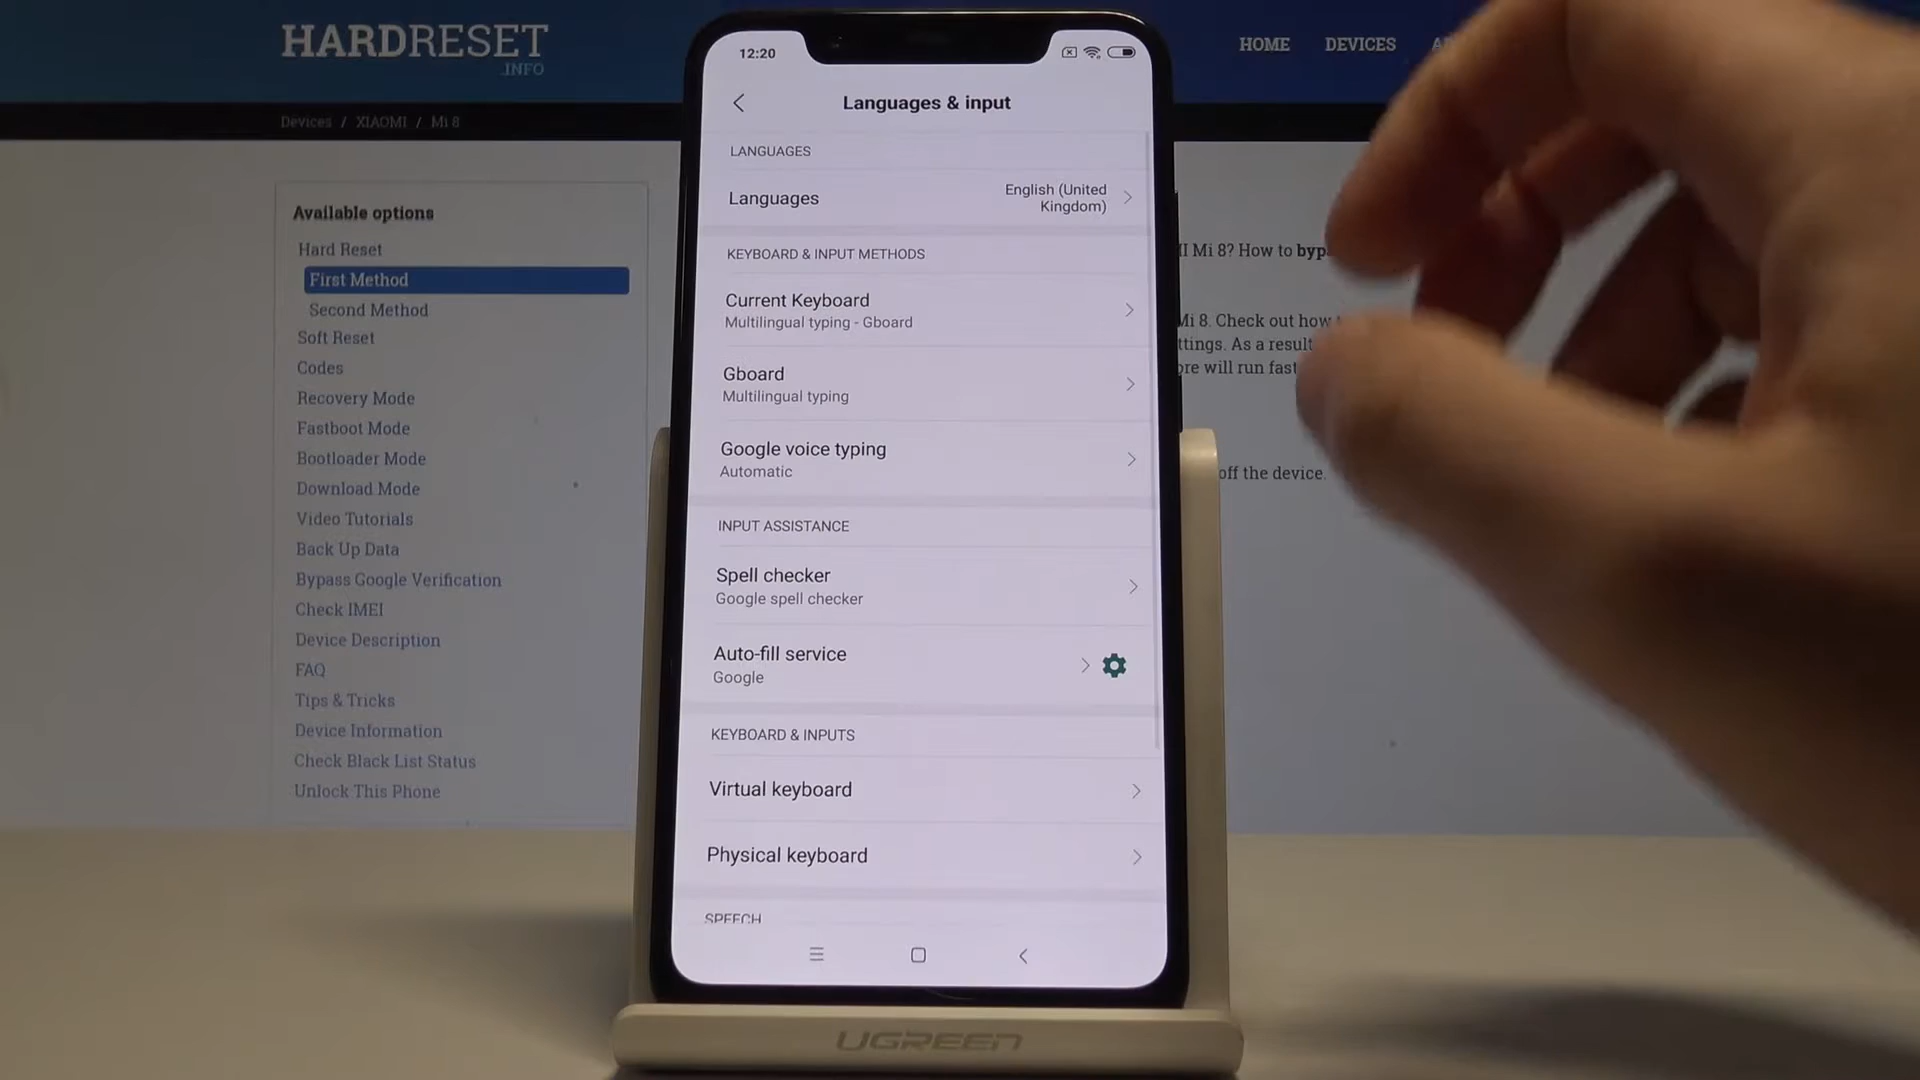 HARDRESET
.INFO
HOME DEVICES
Devices / XIAOMI / Mi 8
Available options
Hard Reset
First Method
Second Method
Soft Reset
Codes
Recovery Mode
Fastboot Mode
Bootloader Mode
Download Mode
Video Tutorials
Back Up Data
Bypass Google Verification
Check IMEI
Device Description
FAQ
Tips & Tricks
Device Information
Check Black List Status
Unlock This Phone
12:20
Languages & input
LANGUAGES
Languages
English (United
Kingdom)
KEYBOARD & INPUT METHODS
Current Keyboard
Multilingual typing - Gboard
Gboard
Multilingual typing
Google voice typing
Automatic
INPUT ASSISTANCE
Spell checker
Google spell checker
Auto-fill service
Google
KEYBOARD & INPUTS
Virtual keyboard
Physical keyboard
SPEECH
Mi 8? How to
Mi 8. Check out how
As a result
will run
off the device.
UGREEN